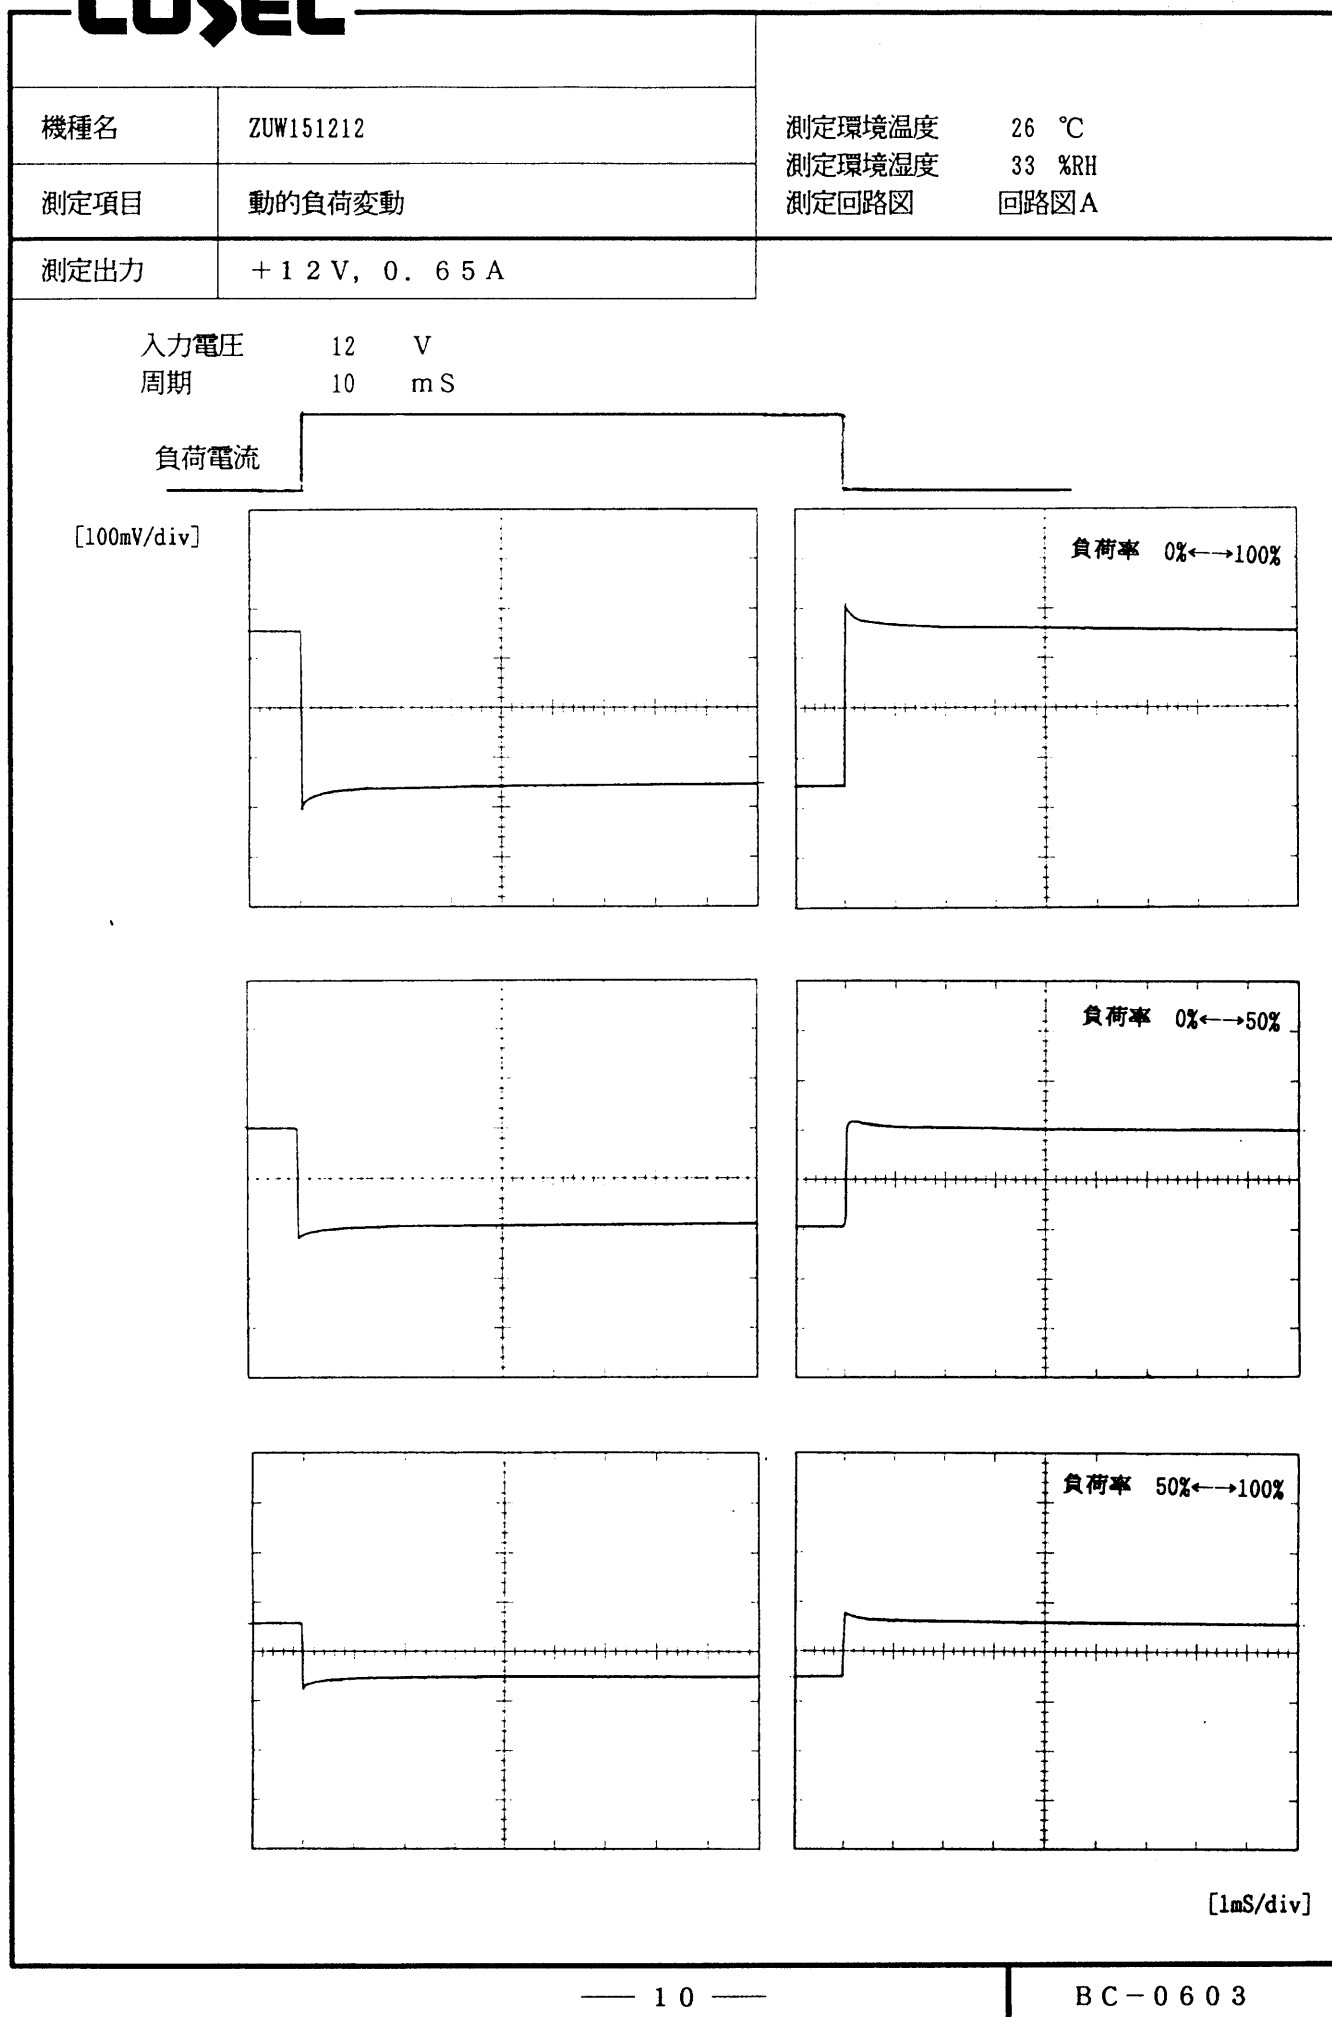 COSEL
機種名 ZUW151212
測定項目 動的負荷変動
測定出力 +12V, 0.65A
測定環境温度 26 ℃
測定環境湿度 33 %RH
測定回路図 回路図A
入力電圧 12 V
周期 10 mS
負荷電流
[100mV/div]
負荷率 0%←→100%
負荷率 0%←→50%
負荷率 50%←→100%
[1mS/div]
— 10 —
BC-0603